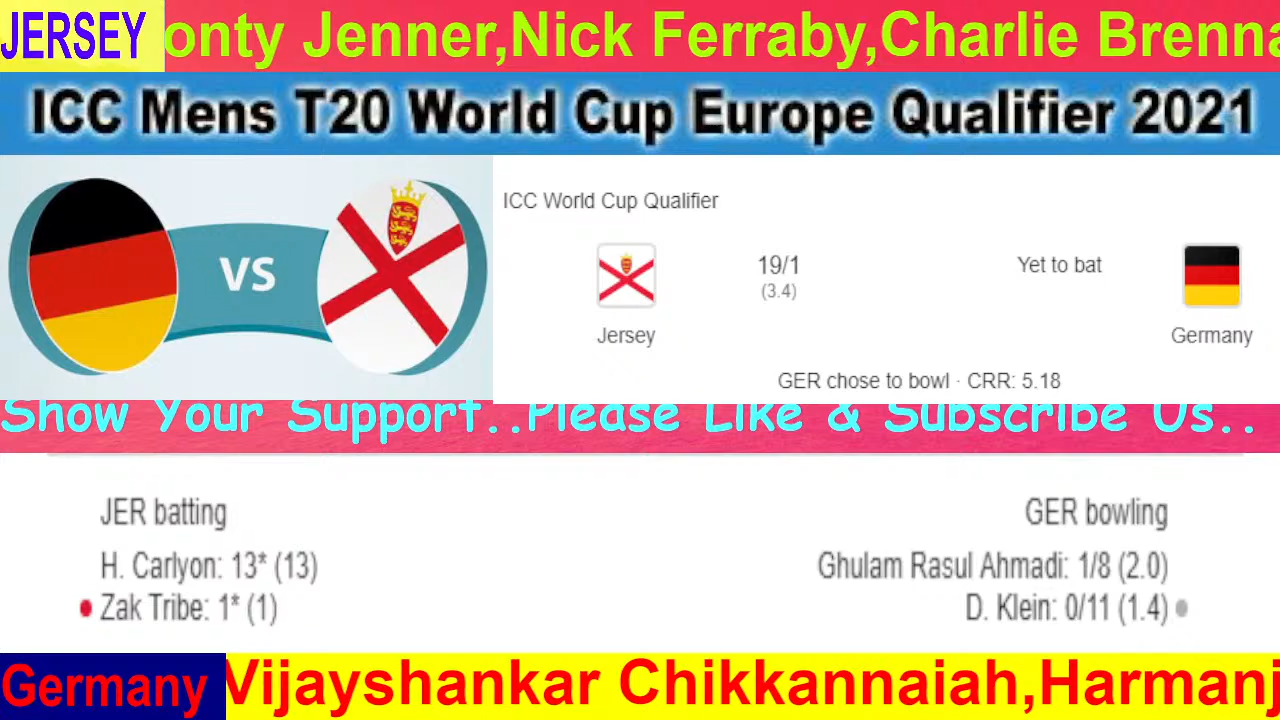 JERSEY onty Jenner,Nick Ferraby,Charlie Brenna
ICC Mens T20 World Cup Europe Qualifier 2021
VS
ICC World Cup Qualifier
19/1
(3.4)
Yet to bat
Jersey
Germany
GER chose to bowl · CRR: 5.18
Show Your Support..Please Like & Subscribe Us..
JER batting
GER bowling
H. Carlyon: 13* (13)
Ghulam Rasul Ahmadi: 1/8 (2.0)
Zak Tribe: 1* (1)
D. Klein: 0/11 (1.4)
Germany Vijayshankar Chikkannaiah,Harmanj